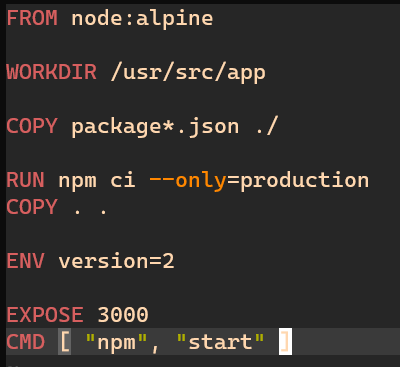 FROM node:alpine
WORKDIR /usr/src/app
COPY package*.json ./
RUN npm ci --only=production
COPY . .
ENV version=2
EXPOSE 3000
CMD [ "npm", "start" ]